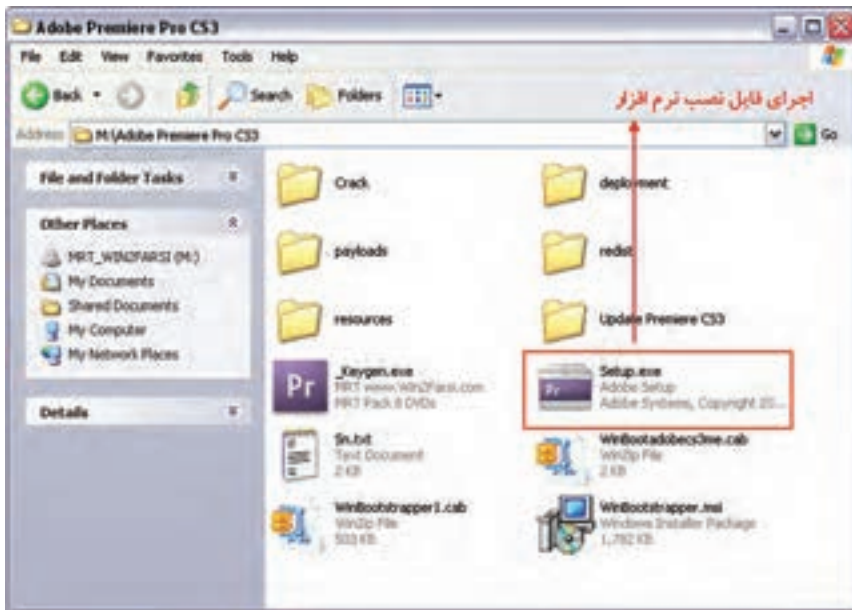 Adobe Premiere Pro CS3
File Edit View Favorites Tools Help
Back Search Folders
اجرای فایل نصب نرم افزار
Address M:\Adobe Premiere Pro CS3 Go
File and Folder Tasks
Other Places
MRT_WIN2FARSI (M:)
My Documents
Shared Documents
My Computer
My Network Places
Details
Crack
deployment
payloads
redist
resources
Update Premiere CS3
_Keygen.exe
MRT www.Win2Farsi.com
MRT Pack 8 DVDs
Setup.exe
Adobe Setup
Adobe Systems, Copyright 20...
Sn.txt
Text Document
2 KB
WinBootadobecs3me.cab
WinZip File
2 KB
WinBootstrapper1.cab
WinZip File
503 KB
WinBootstrapper.msi
Windows Installer Package
1,782 KB
Pr
Pr